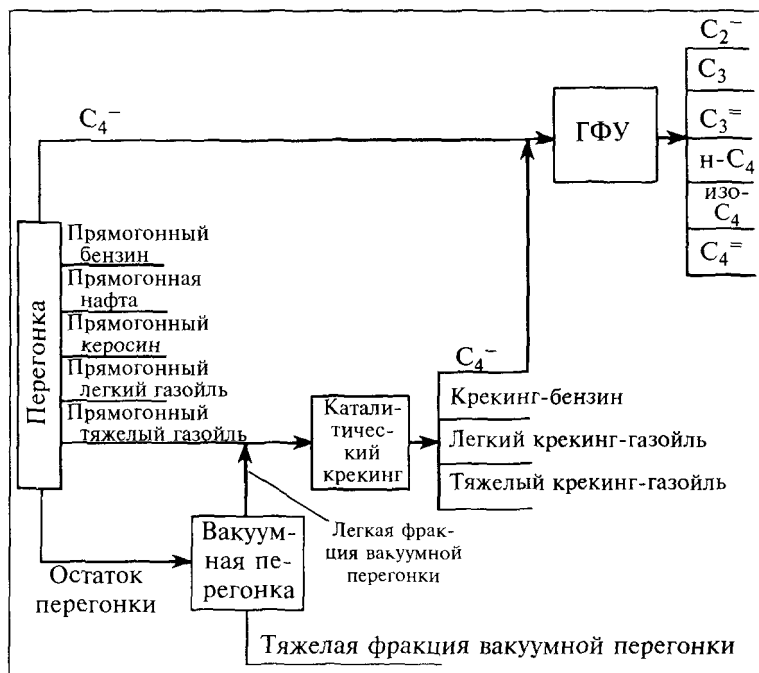 C₂⁻
C₃
C₃⁼
н-C₄
изо-
C₄
C₄⁼
ГФУ
C₄⁻
Перегонка
Прямогонный
бензин
Прямогонная
нафта
Прямогонный
керосин
Прямогонный
легкий газойль
Прямогонный
тяжелый газойль
Катали-
тический
крекинг
C₄⁻
Крекинг-бензин
Легкий крекинг-газойль
Тяжелый крекинг-газойль
Легкая фрак-
ция вакуумной
перегонки
Вакуум-
ная пе-
регонка
Остаток
перегонки
Тяжелая фракция вакуумной перегонки